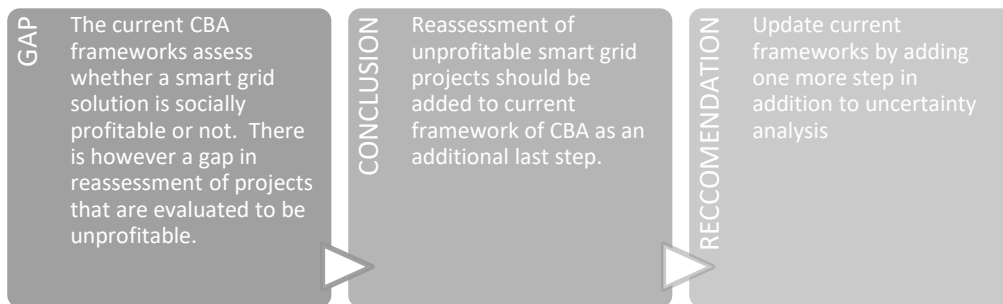 GAP
The current CBA
frameworks assess
whether a smart grid
solution is socially
profitable or not.  There
is however a gap in
reassessment of projects
that are evaluated to be
unprofitable.
CONCLUSION
Reassessment of
unprofitable smart grid
projects should be
added to current
framework of CBA as an
additional last step.
RECCOMENDATION
Update current
frameworks by adding
one more step in
addition to uncertainty
analysis